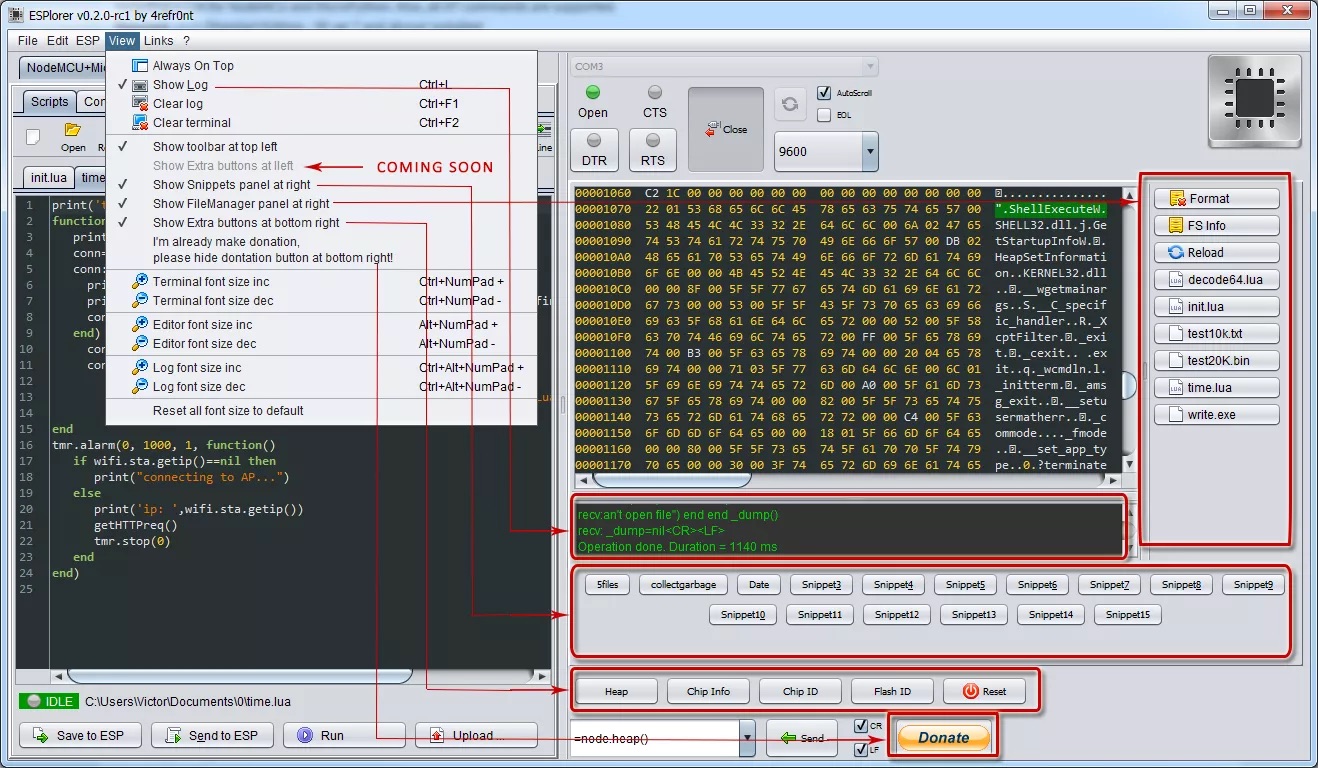 ESPlorer v0.2.0-rc1 by 4refr0nt
File Edit ESP View Links ?
NodeMCU+Mic
Scripts
Open
init.lua
Always On Top
Show Log Ctrl+L
Clear log Ctrl+F1
Clear terminal Ctrl+F2
Show toolbar at top left
Show Extra buttons at lleft COMING SOON
Show Snippets panel at right
Show FileManager panel at right
Show Extra buttons at bottom right
I'm already make donation,
please hide dontation button at bottom right!
Terminal font size inc Ctrl+NumPad +
Terminal font size dec Ctrl+NumPad -
Editor font size inc Alt+NumPad +
Editor font size dec Alt+NumPad -
Log font size inc Ctrl+Alt+NumPad +
Log font size dec Ctrl+Alt+NumPad -
Reset all font size to default
1 print('t
2 function
3 print
4 conn=
5 conn:
6 pr
7 pr
8 co
9 end)
10 con
11 con
12
13
14
15 end
16 tmr.alarm(0, 1000, 1, function()
17 if wifi.sta.getip()==nil then
18 print("connecting to AP...")
19 else
20 print('ip: ',wifi.sta.getip())
21 getHTTPreq()
22 tmr.stop(0)
23 end
24 end)
25
IDLE C:\Users\Victor\Documents\0\time.lua
Save to ESP Send to ESP Run Upload...
COM3
Open CTS
DTR RTS
Close
AutoScroll
EOL
9600
00001060 C2 1C 00 00 00 00 00 00 00 00 00 00 00 00 00 00
00001070 22 01 53 68 65 6C 6C 45 78 65 63 75 74 65 57 00 ".ShellExecuteW.
00001080 53 48 45 4C 4C 33 32 2E 64 6C 6C 00 6A 02 47 65 SHELL32.dll.j.Ge
00001090 74 53 74 61 72 74 75 70 49 6E 66 6F 57 00 DB 02 tStartupInfoW.
000010A0 48 65 61 70 53 65 74 49 6E 66 6F 72 6D 61 74 69 HeapSetInformati
000010B0 6F 6E 00 00 4B 45 52 4E 45 4C 33 32 2E 64 6C 6C on..KERNEL32.dll
000010C0 00 00 8F 00 5F 5F 77 67 65 74 6D 61 69 6E 61 72 __wgetmainar
000010D0 67 73 00 00 53 00 5F 5F 43 5F 73 70 65 63 69 66 gs..S.__C_specif
000010E0 69 63 5F 68 61 6E 64 6C 65 72 00 00 52 00 5F 58 ic_handler..R._X
000010F0 63 70 74 46 69 6C 74 65 72 00 FF 00 5F 65 78 69 cptFilter. _exi
00001100 74 00 B3 00 5F 63 65 78 69 74 00 00 20 04 65 78 t. _cexit.. .ex
00001110 69 74 00 00 71 03 5F 77 63 6D 64 6C 6E 00 6C 01 it..q._wcmdln.l.
00001120 5F 69 6E 69 74 74 65 72 6D 00 A0 00 5F 61 6D 73 _initterm. _ams
00001130 67 5F 65 78 69 74 00 00 82 00 5F 5F 73 65 74 75 g_exit.. __setu
00001140 73 65 72 6D 61 74 68 65 72 72 00 00 C4 00 5F 63 sermatherr.. _c
00001150 6F 6D 6D 6F 64 65 00 00 18 01 5F 66 6D 6F 64 65 ommode...._fmode
00001160 00 00 80 00 5F 5F 73 65 74 5F 61 70 70 5F 74 79 __set_app_ty
00001170 70 65 00 00 30 00 3F 74 65 72 6D 69 6E 61 74 65 pe..0.?terminate
Format
FS Info
Reload
decode64.lua
init.lua
test10k.txt
test20K.bin
time.lua
write.exe
recv:an't open file") end end _dump()
recv: _dump=nil<CR><LF>
Operation done. Duration = 1140 ms
5files collectgarbage Date Snippet3 Snippet4 Snippet5 Snippet6 Snippet7 Snippet8 Snippet9
Snippet10 Snippet11 Snippet12 Snippet13 Snippet14 Snippet15
Heap Chip Info Chip ID Flash ID Reset
=node.heap() Send CR LF Donate